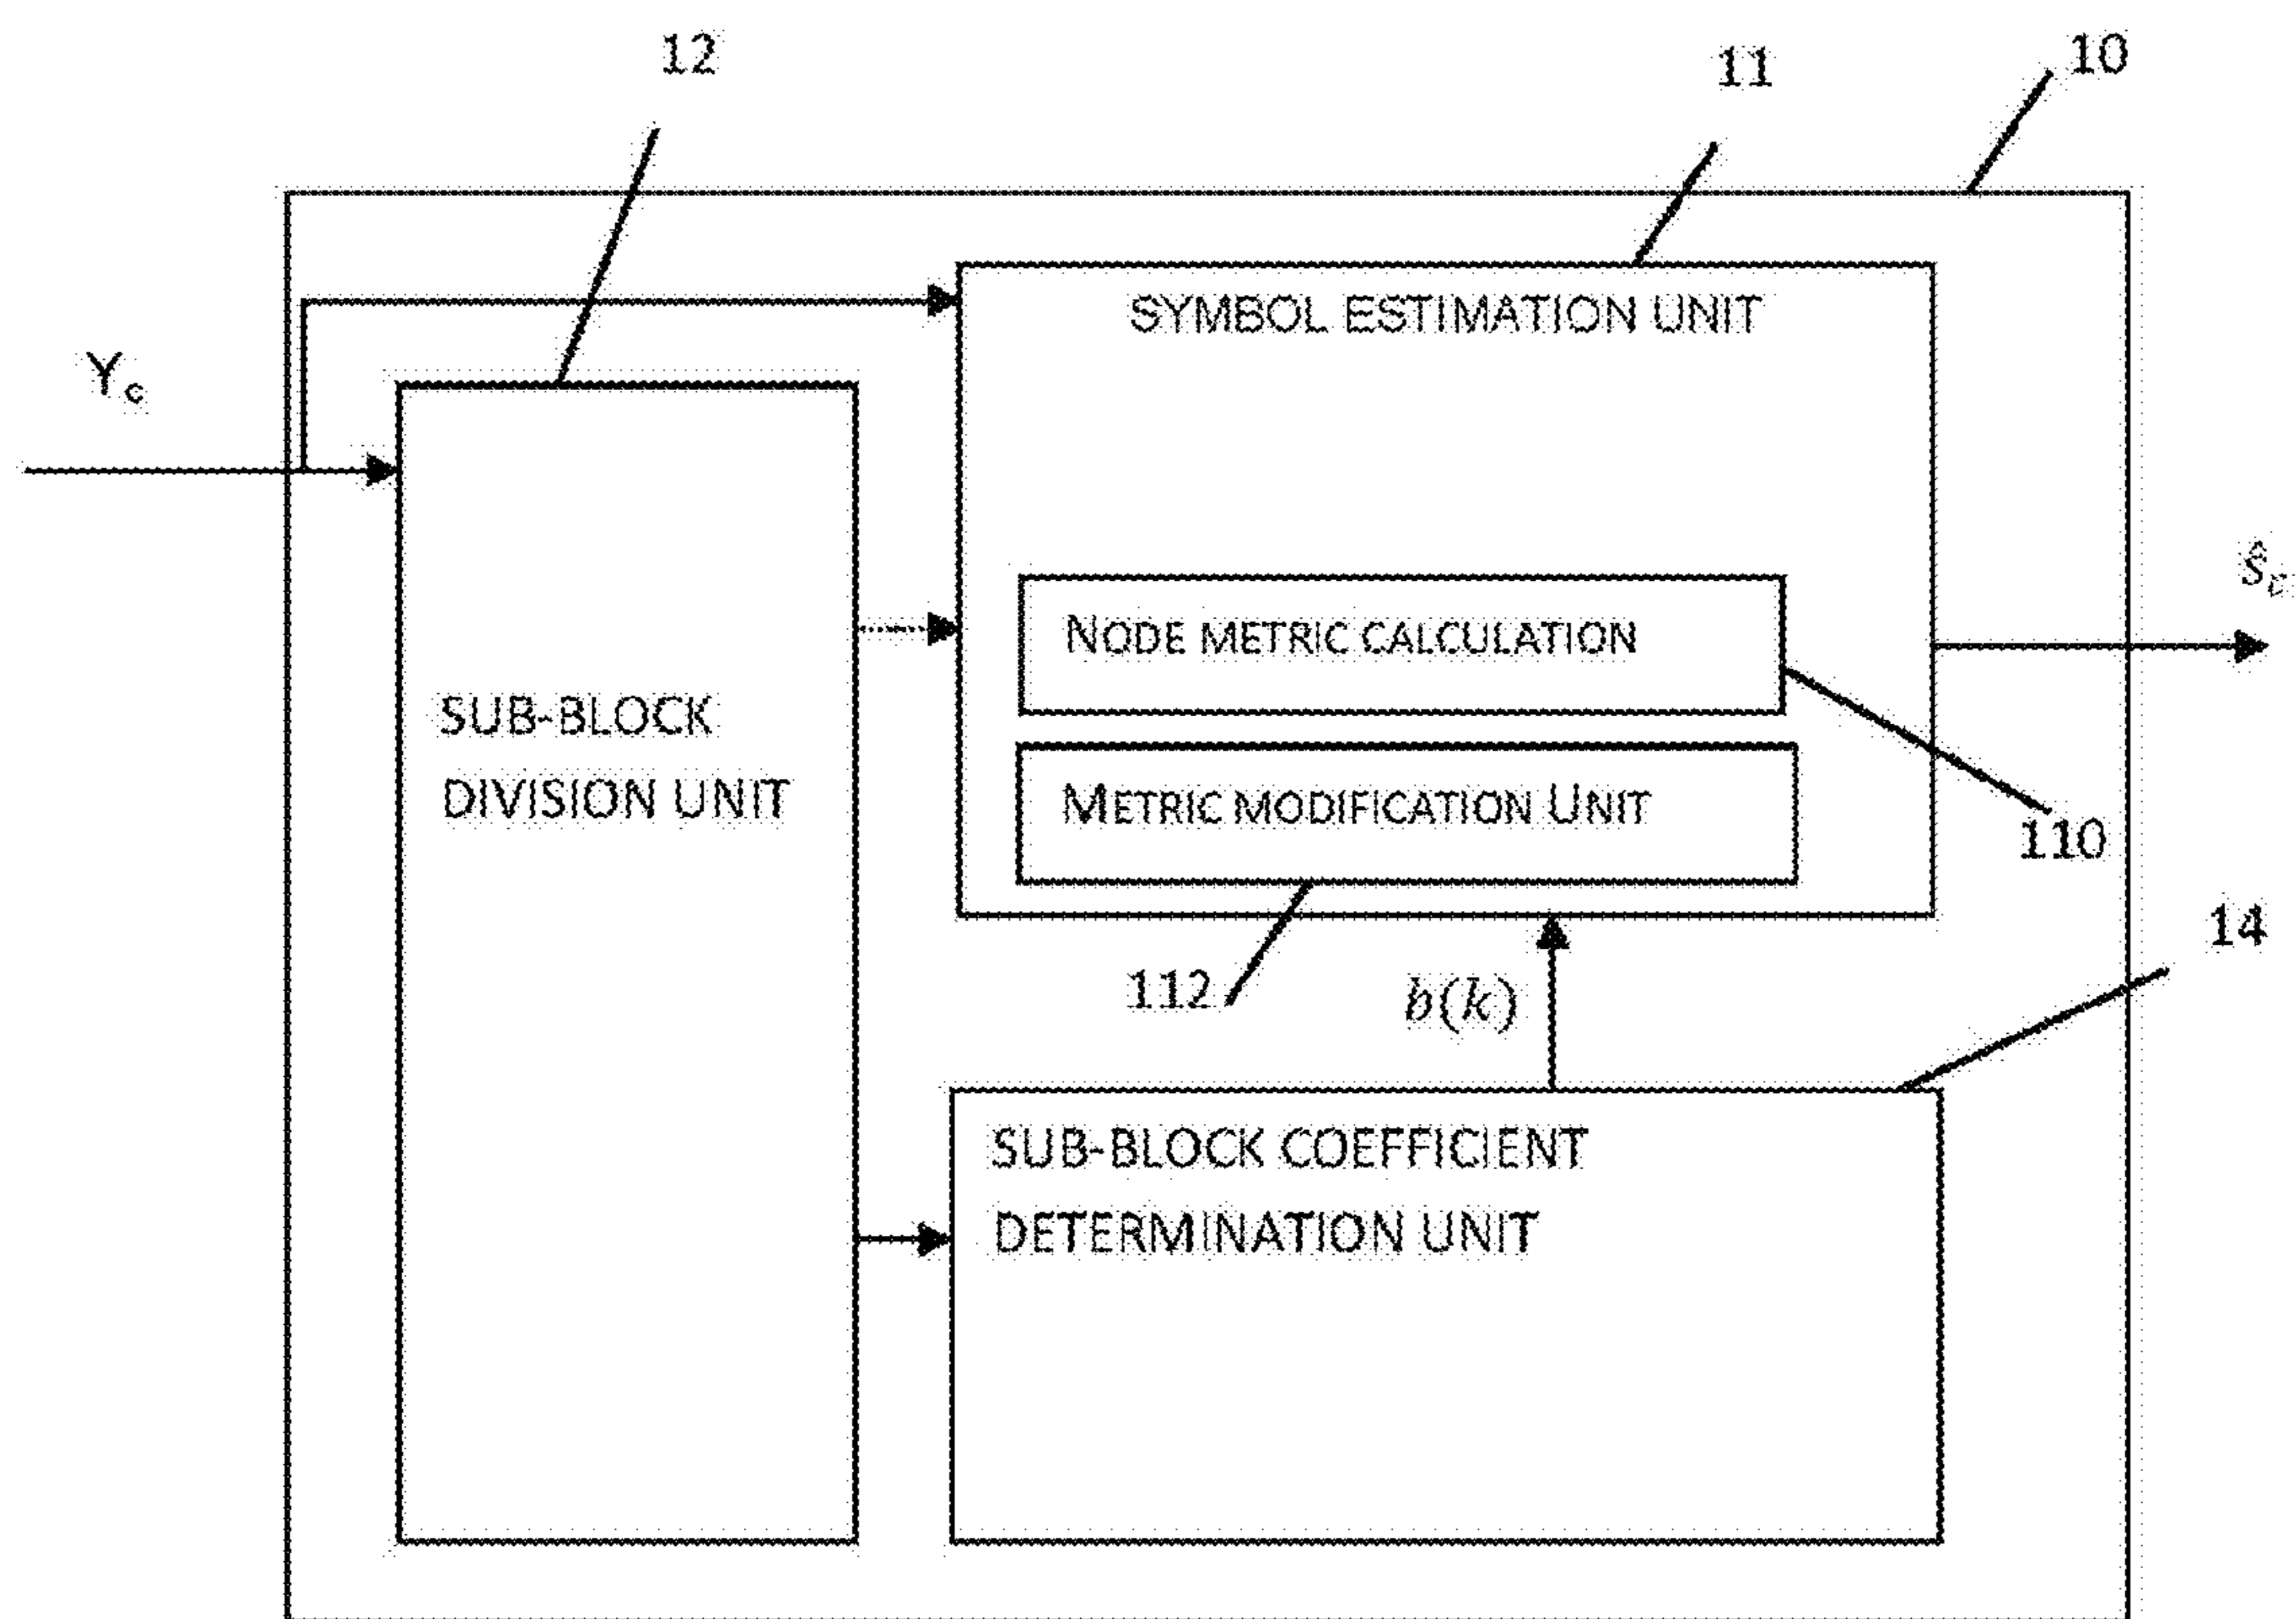 12
11
10
SYMBOL ESTIMATION UNIT
Yc
ŝc
NODE METRIC CALCULATION
SUB-BLOCK
DIVISION UNIT
METRIC MODIFICATION UNIT
110
14
112
b(k)
SUB-BLOCK COEFFICIENT
DETERMINATION UNIT